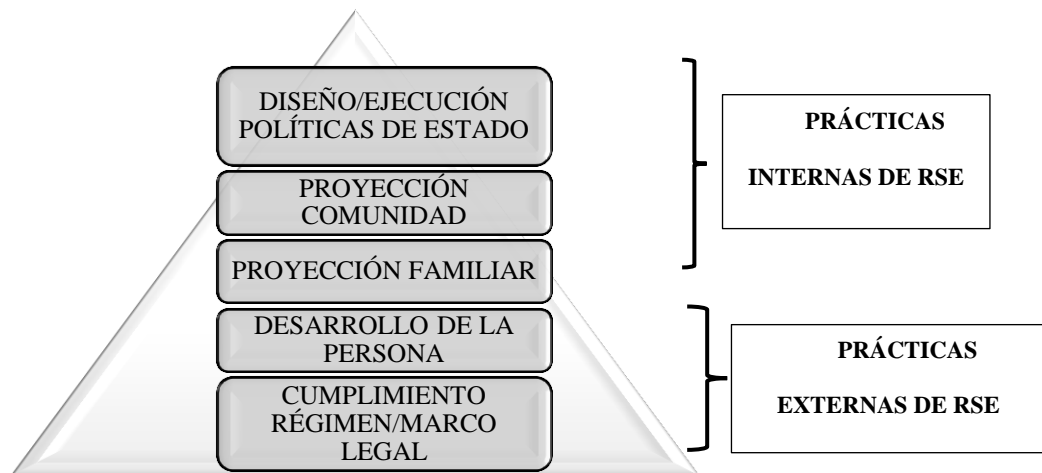 DISEÑO/EJECUCIÓN
POLÍTICAS DE ESTADO
PROYECCIÓN
COMUNIDAD
PROYECCIÓN FAMILIAR
DESARROLLO DE LA
PERSONA
CUMPLIMIENTO
RÉGIMEN/MARCO
LEGAL
PRÁCTICAS
INTERNAS DE RSE
PRÁCTICAS
EXTERNAS DE RSE